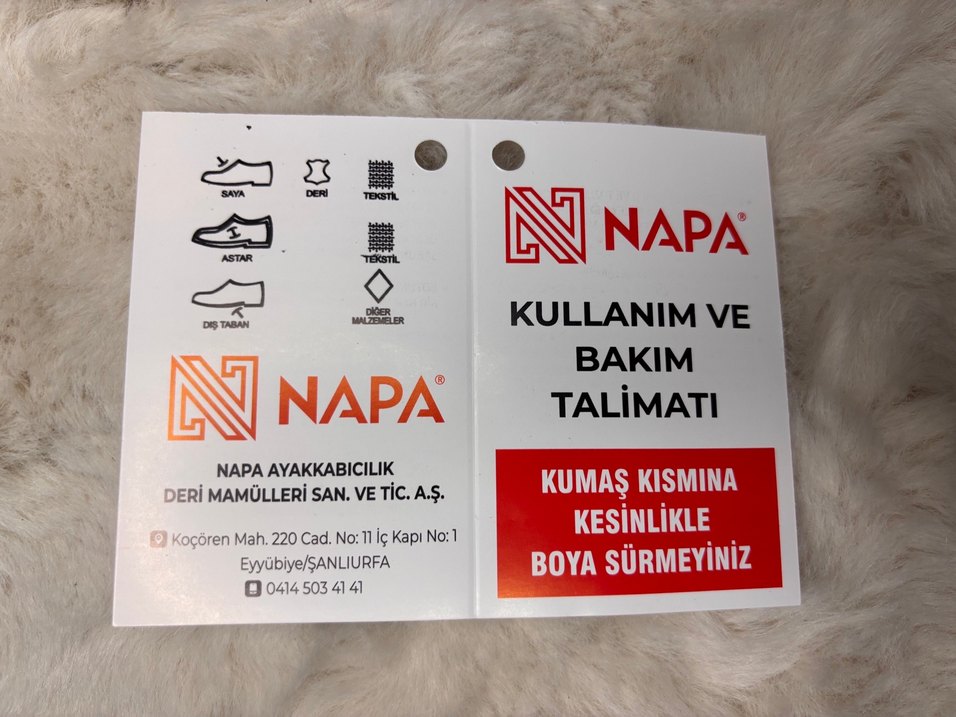 SAYA DERİ TEKSTİL
ASTAR TEKSTİL
DIŞ TABAN DİĞER
MALZEMELER
NAPA®
NAPA AYAKKABICILIK
DERİ MAMÜLLERİ SAN. VE TİC. A.Ş.
Koçören Mah. 220 Cad. No: 11 İç Kapı No: 1
Eyyübiye/ŞANLIURFA
0414 503 41 41
NAPA®
KULLANIM VE
BAKIM
TALİMATI
KUMAŞ KISMINA
KESİNLİKLE
BOYA SÜRMEYİNİZ